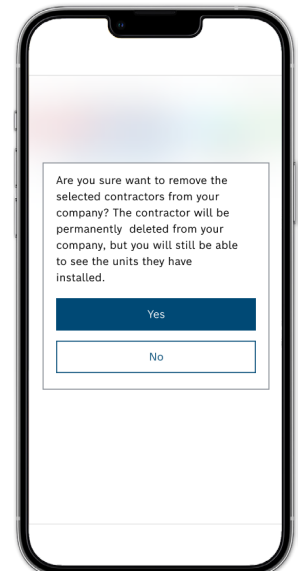 Are you sure want to remove the
selected contractors from your
company? The contractor will be
permanently deleted from your
company, but you will still be able
to see the units they have
installed.
Yes
No